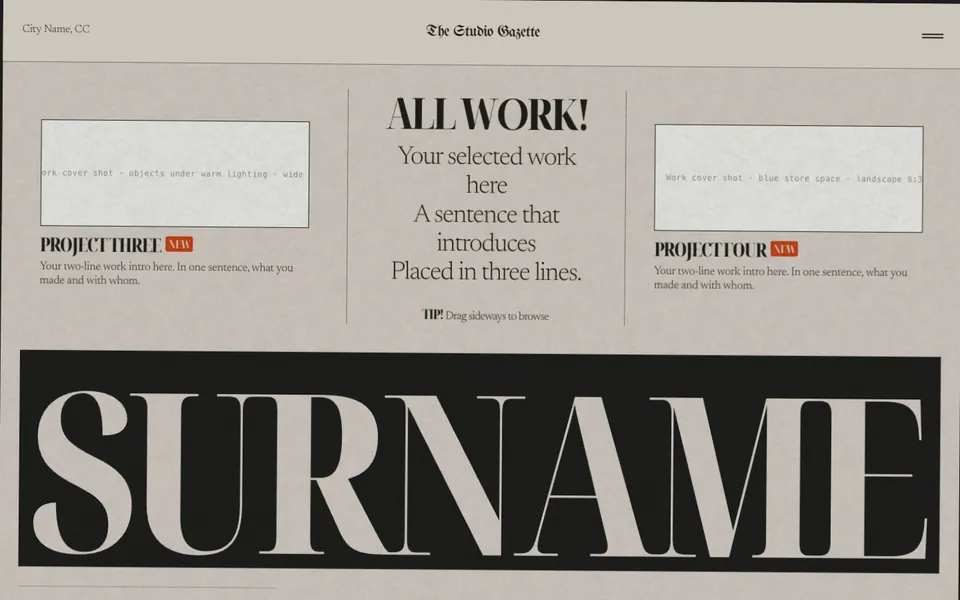 City Name, CC
The Studio Gazette
ork cover shot · objects under warm lighting · wide
PROJECT THREE NEW
Your two-line work intro here. In one sentence, what you
made and with whom.
ALL WORK!
Your selected work
here
A sentence that
introduces
Placed in three lines.
TIP! Drag sideways to browse
Work cover shot · blue store space · landscape 8:3
PROJECT FOUR NEW
Your two-line work intro here. In one sentence, what you
made and with whom.
SURNAME